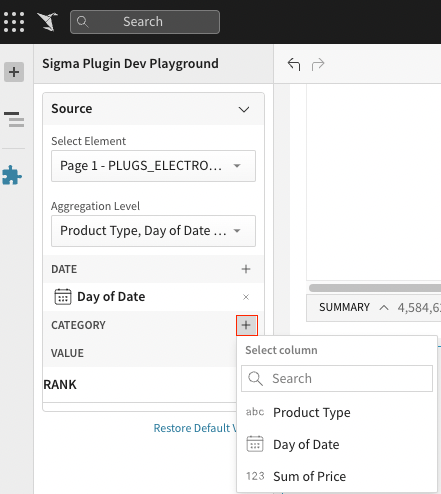 Search
Sigma Plugin Dev Playground
Source
Select Element
Page 1 - PLUGS_ELECTRO...
Aggregation Level
Product Type, Day of Date ...
DATE
Day of Date
CATEGORY
VALUE
RANK
Restore Default
SUMMARY 4,584,6
Select column
Search
abc Product Type
Day of Date
123 Sum of Price